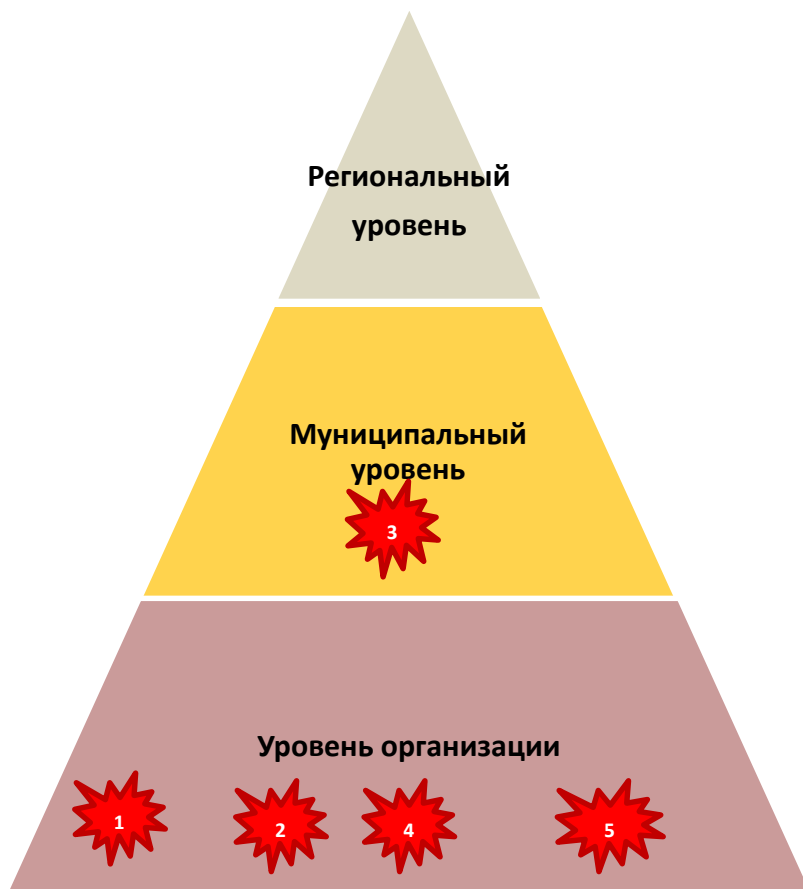 Региональный
уровень
Муниципальный
уровень
3
Уровень организации
1 2 4 5